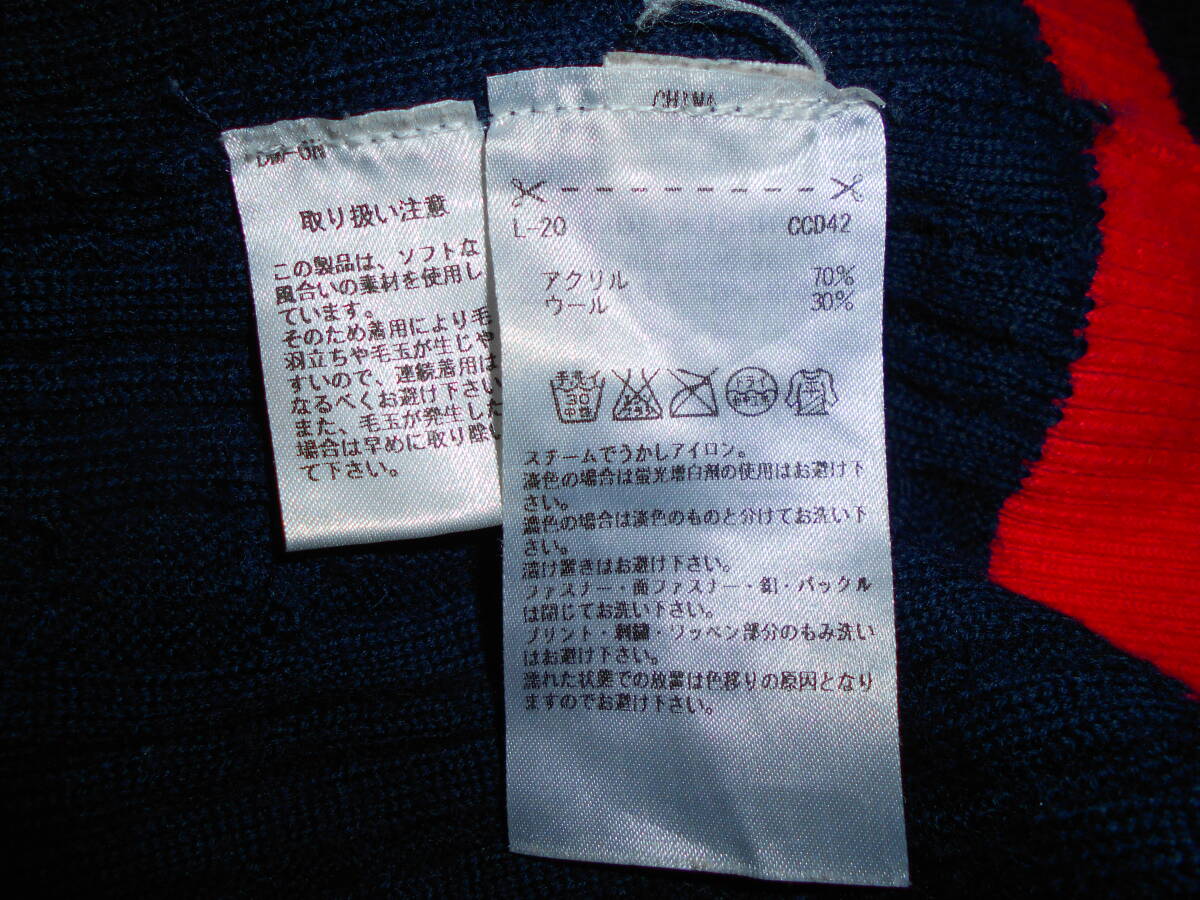 取り扱い注意
この製品は、ソフトな
風合いの素材を使用し
ています。
そのため着用により毛
羽立ちや毛玉が生じや
すいので、連続着用は
なるべくお避け下さい
また、毛玉が発生した
場合は早めに取り除い
て下さい。
L-20 CCD42
アクリル 70%
ウール 30%
手洗イ
30
中性
ドライ
スチームでうかしアイロン。
淡色の場合は蛍光増白剤の使用はお避け下
さい。
濃色の場合は淡色のものと分けてお洗い下
さい。
漬け置きはお避け下さい。
ファスナー・面ファスナー・釦・バックル
は閉じてお洗い下さい。
プリント・刺繍・ワッペン部分のもみ洗い
はお避け下さい。
濡れた状態での放置は色移りの原因となり
ますのでお避け下さい。